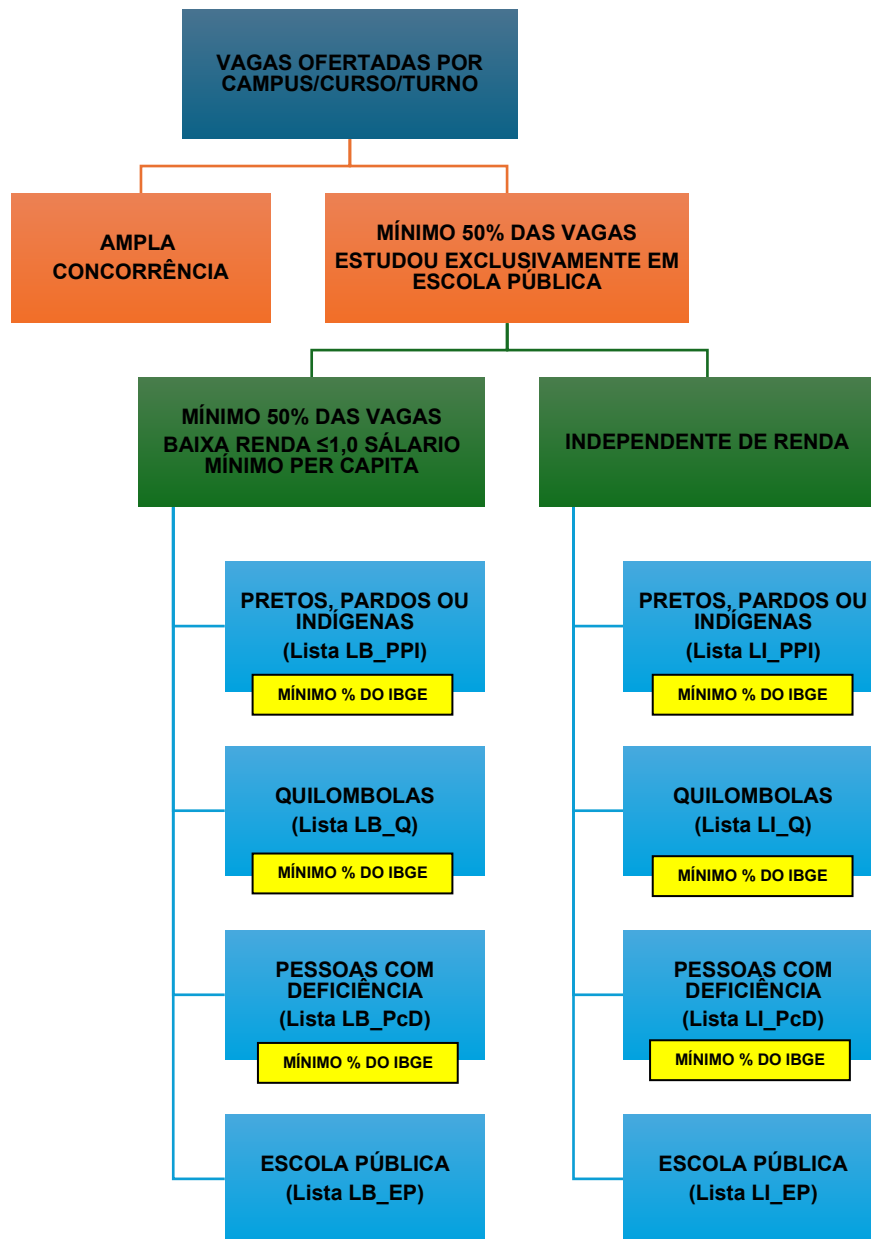 VAGAS OFERTADAS POR
CAMPUS/CURSO/TURNO
AMPLA
CONCORRÊNCIA
MÍNIMO 50% DAS VAGAS
ESTUDOU EXCLUSIVAMENTE EM
ESCOLA PÚBLICA
MÍNIMO 50% DAS VAGAS
BAIXA RENDA ≤1,0 SÁLARIO
MÍNIMO PER CAPITA
INDEPENDENTE DE RENDA
PRETOS, PARDOS OU
INDÍGENAS
(Lista LB_PPI)
MÍNIMO % DO IBGE
QUILOMBOLAS
(Lista LB_Q)
MÍNIMO % DO IBGE
PESSOAS COM
DEFICIÊNCIA
(Lista LB_PcD)
MÍNIMO % DO IBGE
ESCOLA PÚBLICA
(Lista LB_EP)
PRETOS, PARDOS OU
INDÍGENAS
(Lista LI_PPI)
MÍNIMO % DO IBGE
QUILOMBOLAS
(Lista LI_Q)
MÍNIMO % DO IBGE
PESSOAS COM
DEFICIÊNCIA
(Lista LI_PcD)
MÍNIMO % DO IBGE
ESCOLA PÚBLICA
(Lista LI_EP)